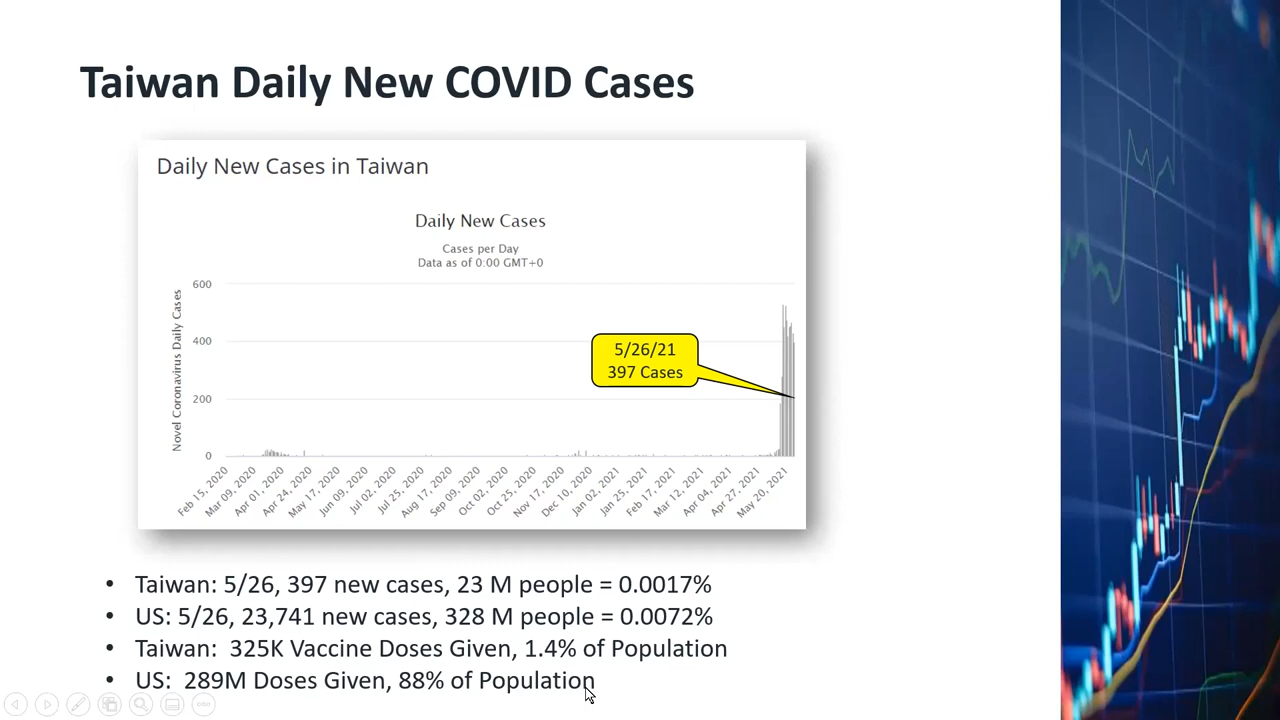 Taiwan Daily New COVID Cases
Daily New Cases in Taiwan
Daily New Cases
Cases per Day
Data as of 0:00 GMT+0
Novel Coronavirus Daily Cases
600
400
200
0
5/26/21
397 Cases
Feb 15, 2020
Mar 09, 2020
Apr 01, 2020
Apr 24, 2020
May 17, 2020
Jun 09, 2020
Jul 02, 2020
Jul 25, 2020
Aug 17, 2020
Sep 09, 2020
Oct 02, 2020
Oct 25, 2020
Nov 17, 2020
Dec 10, 2020
Jan 02, 2021
Jan 25, 2021
Feb 17, 2021
Mar 12, 2021
Apr 04, 2021
Apr 27, 2021
May 20, 2021
• Taiwan: 5/26, 397 new cases, 23 M people = 0.0017%
• US: 5/26, 23,741 new cases, 328 M people = 0.0072%
• Taiwan: 325K Vaccine Doses Given, 1.4% of Population
• US: 289M Doses Given, 88% of Population